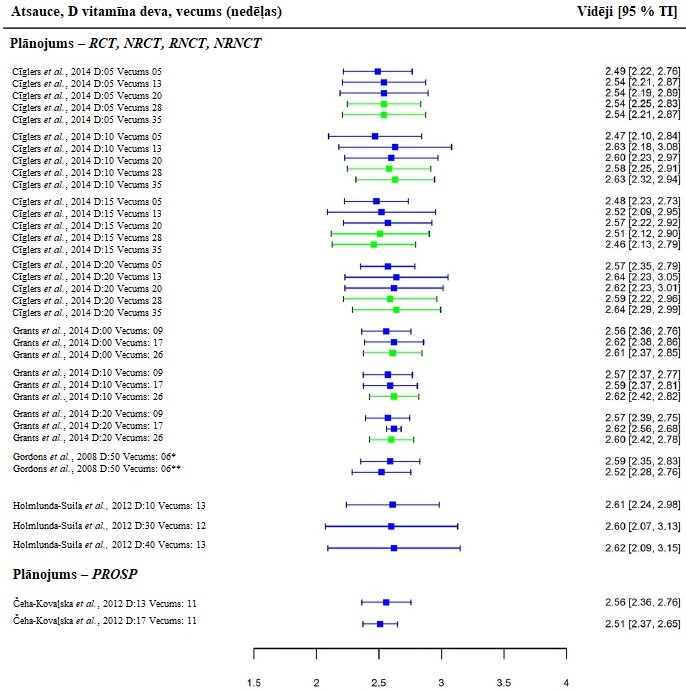 Atsauce, D vitamīna deva, vecums (nedēļas) Vidēji [95 % TI]
Plānojums – RCT, NRCT, RNCT, NRNCT
Cīglers et al., 2014 D:05 Vecums 05 2.49 [2.22, 2.76]
Cīglers et al., 2014 D:05 Vecums 13 2.54 [2.21, 2.87]
Cīglers et al., 2014 D:05 Vecums 20 2.54 [2.19, 2.89]
Cīglers et al., 2014 D:05 Vecums 28 2.54 [2.25, 2.83]
Cīglers et al., 2014 D:05 Vecums 35 2.54 [2.21, 2.87]
Cīglers et al., 2014 D:10 Vecums 05 2.47 [2.10, 2.84]
Cīglers et al., 2014 D:10 Vecums 13 2.63 [2.18, 3.08]
Cīglers et al., 2014 D:10 Vecums 20 2.60 [2.23, 2.97]
Cīglers et al., 2014 D:10 Vecums 28 2.58 [2.25, 2.91]
Cīglers et al., 2014 D:10 Vecums 35 2.63 [2.32, 2.94]
Cīglers et al., 2014 D:15 Vecums 05 2.48 [2.23, 2.73]
Cīglers et al., 2014 D:15 Vecums 13 2.52 [2.09, 2.95]
Cīglers et al., 2014 D:15 Vecums 20 2.57 [2.22, 2.92]
Cīglers et al., 2014 D:15 Vecums 28 2.51 [2.12, 2.90]
Cīglers et al., 2014 D:15 Vecums 35 2.46 [2.13, 2.79]
Cīglers et al., 2014 D:20 Vecums 05 2.57 [2.35, 2.79]
Cīglers et al., 2014 D:20 Vecums 13 2.64 [2.23, 3.05]
Cīglers et al., 2014 D:20 Vecums 20 2.62 [2.23, 3.01]
Cīglers et al., 2014 D:20 Vecums 28 2.59 [2.22, 2.96]
Cīglers et al., 2014 D:20 Vecums 35 2.64 [2.29, 2.99]
Grants et al., 2014 D:00 Vecums: 09 2.56 [2.36, 2.76]
Grants et al., 2014 D:00 Vecums: 17 2.62 [2.38, 2.86]
Grants et al., 2014 D:00 Vecums: 26 2.61 [2.37, 2.85]
Grants et al., 2014 D:10 Vecums: 09 2.57 [2.37, 2.77]
Grants et al., 2014 D:10 Vecums: 17 2.59 [2.37, 2.81]
Grants et al., 2014 D:10 Vecums: 26 2.62 [2.42, 2.82]
Grants et al., 2014 D:20 Vecums: 09 2.57 [2.39, 2.75]
Grants et al., 2014 D:20 Vecums: 17 2.62 [2.56, 2.68]
Grants et al., 2014 D:20 Vecums: 26 2.60 [2.42, 2.78]
Gordons et al., 2008 D:50 Vecums: 06* 2.59 [2.35, 2.83]
Gordons et al., 2008 D:50 Vecums: 06** 2.52 [2.28, 2.76]
Holmlunda-Suila et al., 2012 D:10 Vecums: 13 2.61 [2.24, 2.98]
Holmlunda-Suila et al., 2012 D:30 Vecums: 12 2.60 [2.07, 3.13]
Holmlunda-Suila et al., 2012 D:40 Vecums: 13 2.62 [2.09, 3.15]
Plānojums – PROSP
Čeha-Kovaļska et al., 2012 D:13 Vecums: 11 2.56 [2.36, 2.76]
Čeha-Kovaļska et al., 2012 D:17 Vecums: 11 2.51 [2.37, 2.65]
1.5 2 2.5 3 3.5 4